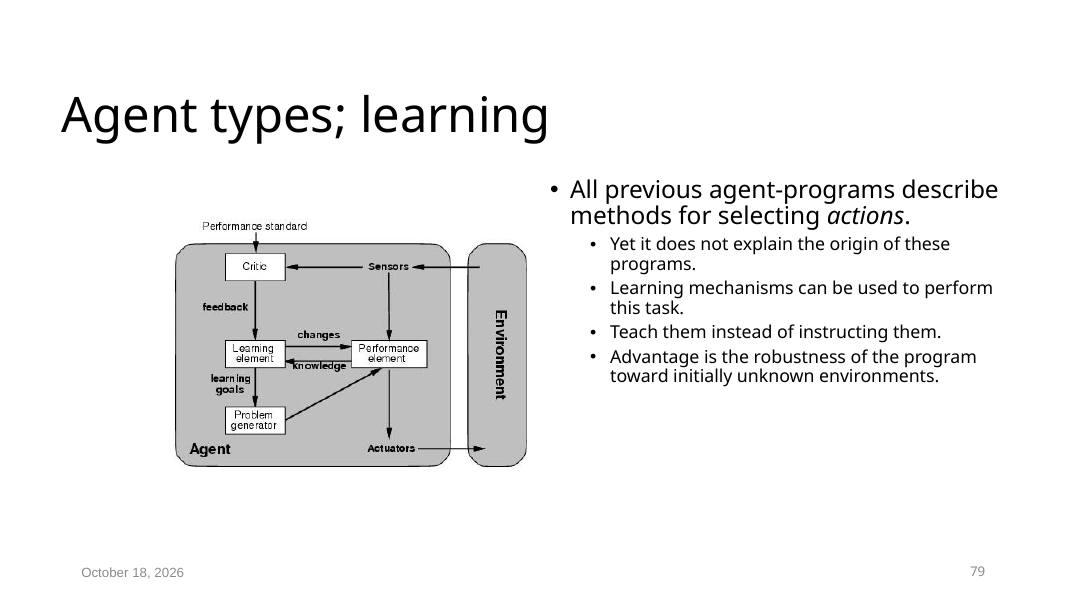 Agent types; learning
Performance standard
Critic
Sensors
feedback
changes
Learning
element
Performance
element
knowledge
learning
goals
Problem
generator
Agent
Actuators
Environment
• All previous agent-programs describe
methods for selecting actions.
• Yet it does not explain the origin of these
programs.
• Learning mechanisms can be used to perform
this task.
• Teach them instead of instructing them.
• Advantage is the robustness of the program
toward initially unknown environments.
October 18, 2026
79